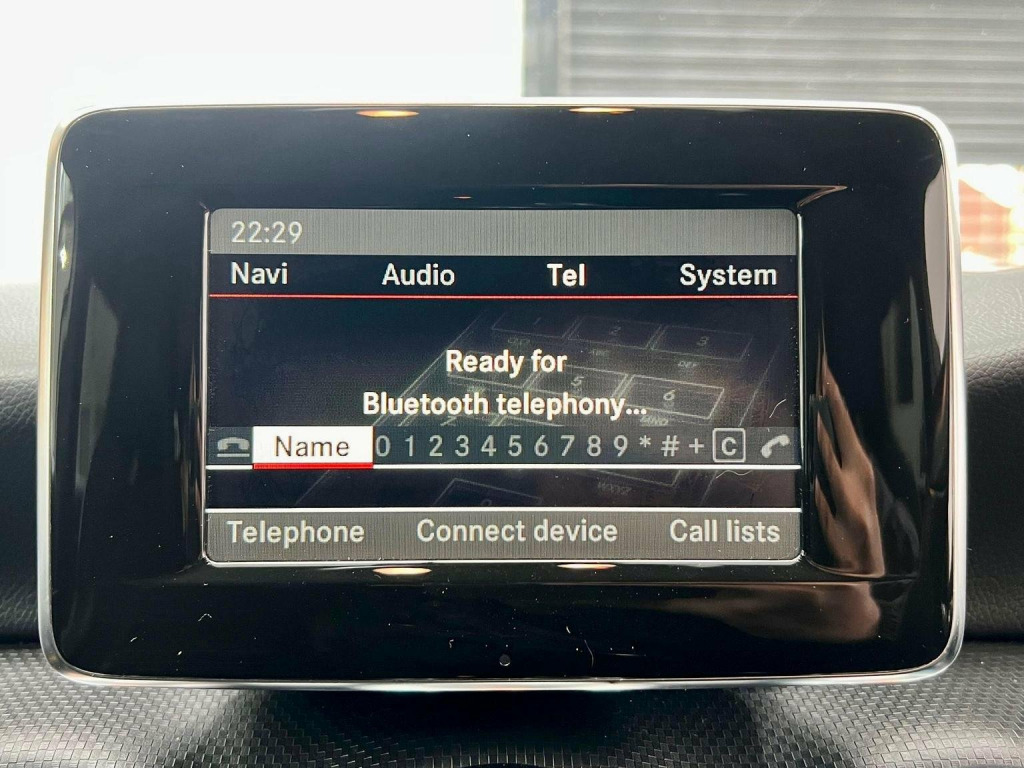 22:29
Navi Audio Tel System
Ready for
Bluetooth telephony...
Name 0 1 2 3 4 5 6 7 8 9 * # + C
Telephone Connect device Call lists